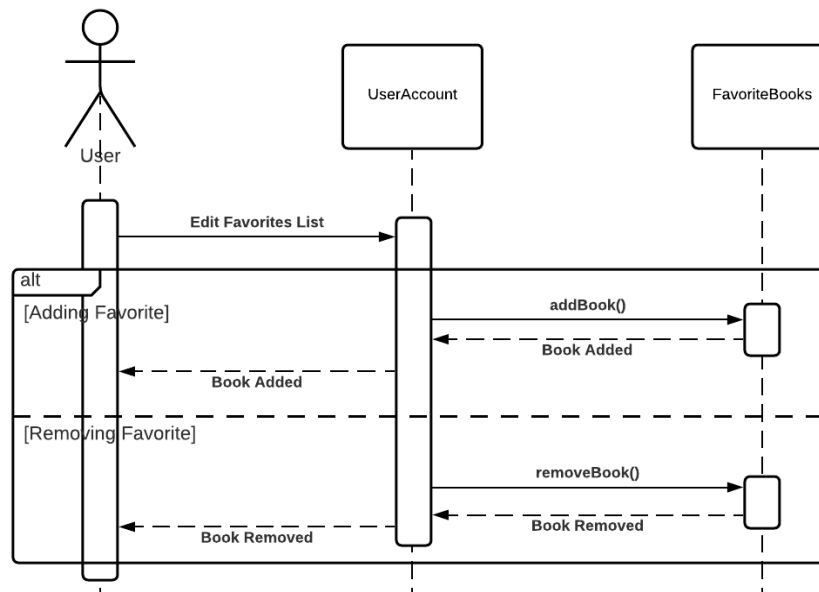 UserAccount
FavoriteBooks
User
Edit Favorites List
alt
[Adding Favorite]
addBook()
Book Added
Book Added
[Removing Favorite]
removeBook()
Book Removed
Book Removed